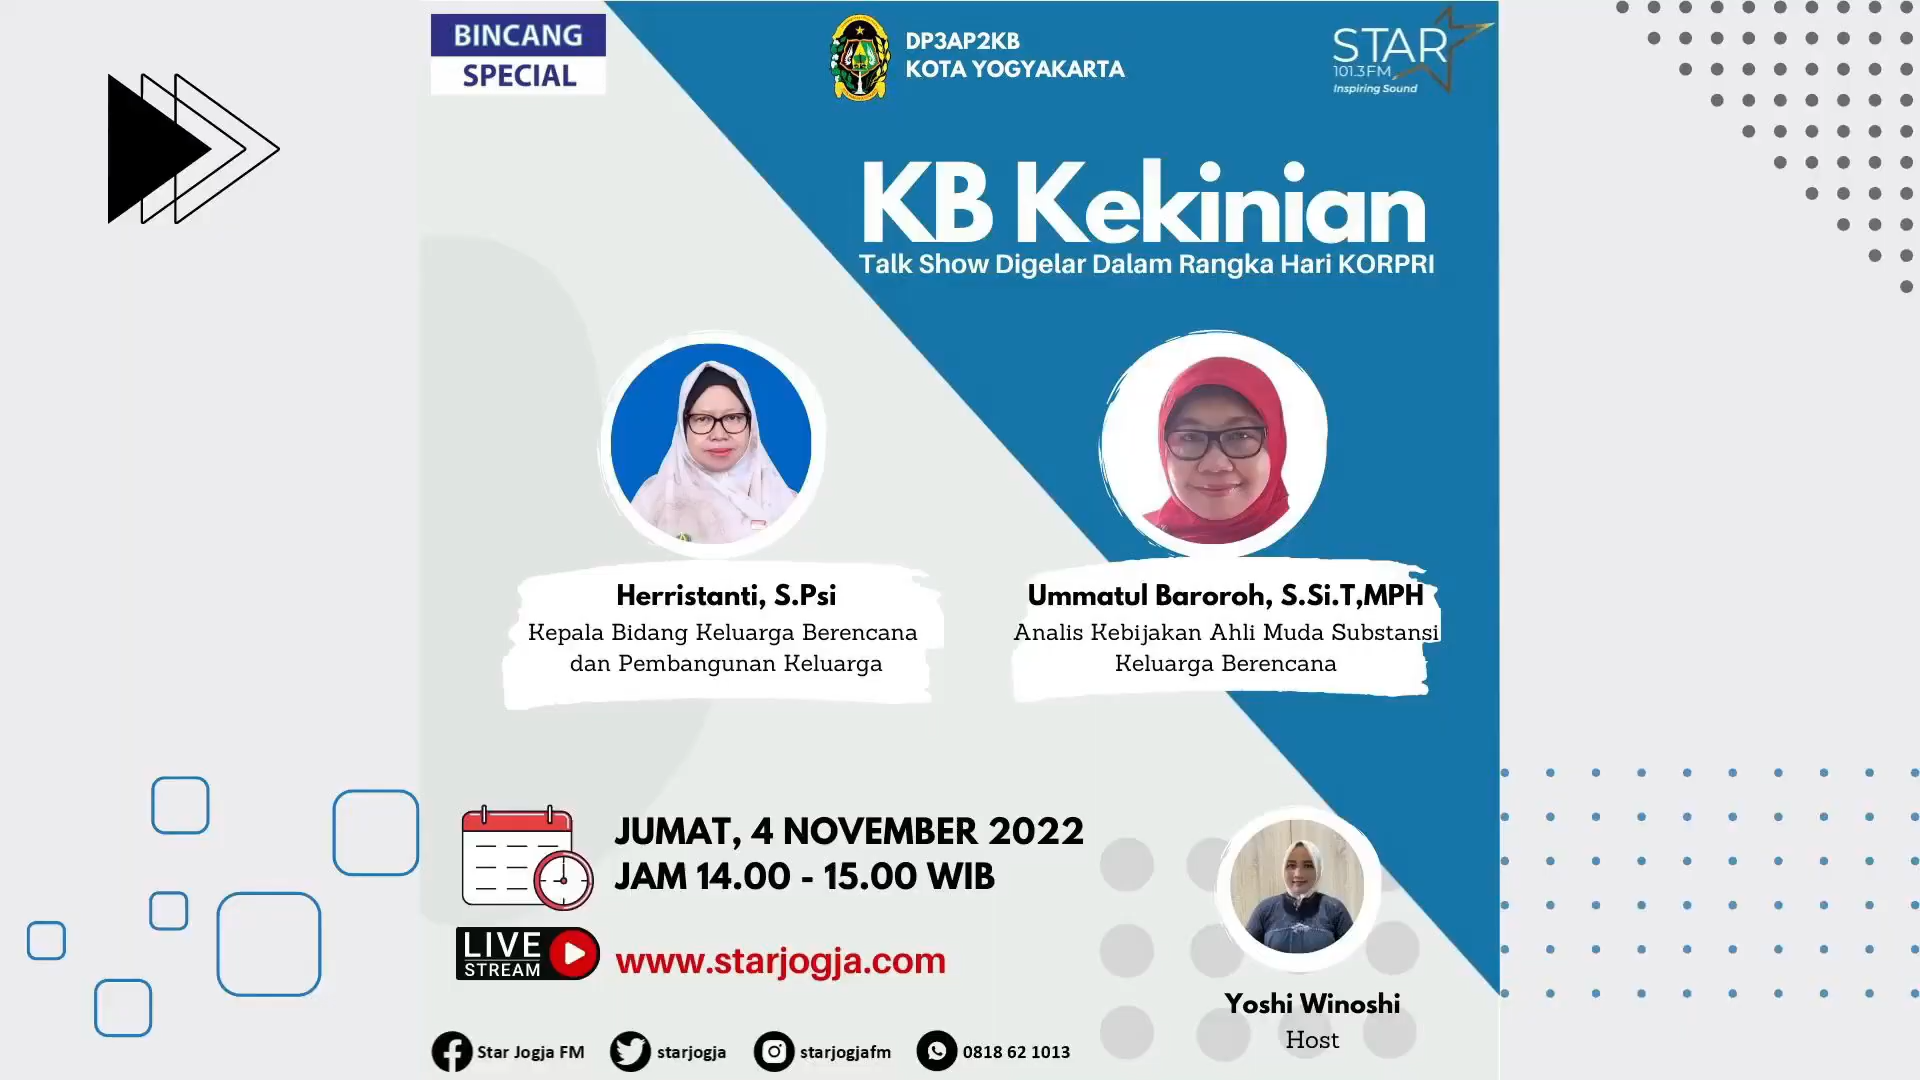 BINCANG
SPECIAL
DP3AP2KB
KOTA YOGYAKARTA
STAR
101.3FM
Inspiring Sound
KB Kekinian
Talk Show Digelar Dalam Rangka Hari KORPRI
Herristanti, S.Psi
Kepala Bidang Keluarga Berencana
dan Pembangunan Keluarga
Ummatul Baroroh, S.Si.T,MPH
Analis Kebijakan Ahli Muda Substansi
Keluarga Berencana
JUMAT, 4 NOVEMBER 2022
JAM 14.00 - 15.00 WIB
LIVE
STREAM
www.starjogja.com
Yoshi Winoshi
Host
Star Jogja FM
starjogja
starjogjafm
0818 62 1013